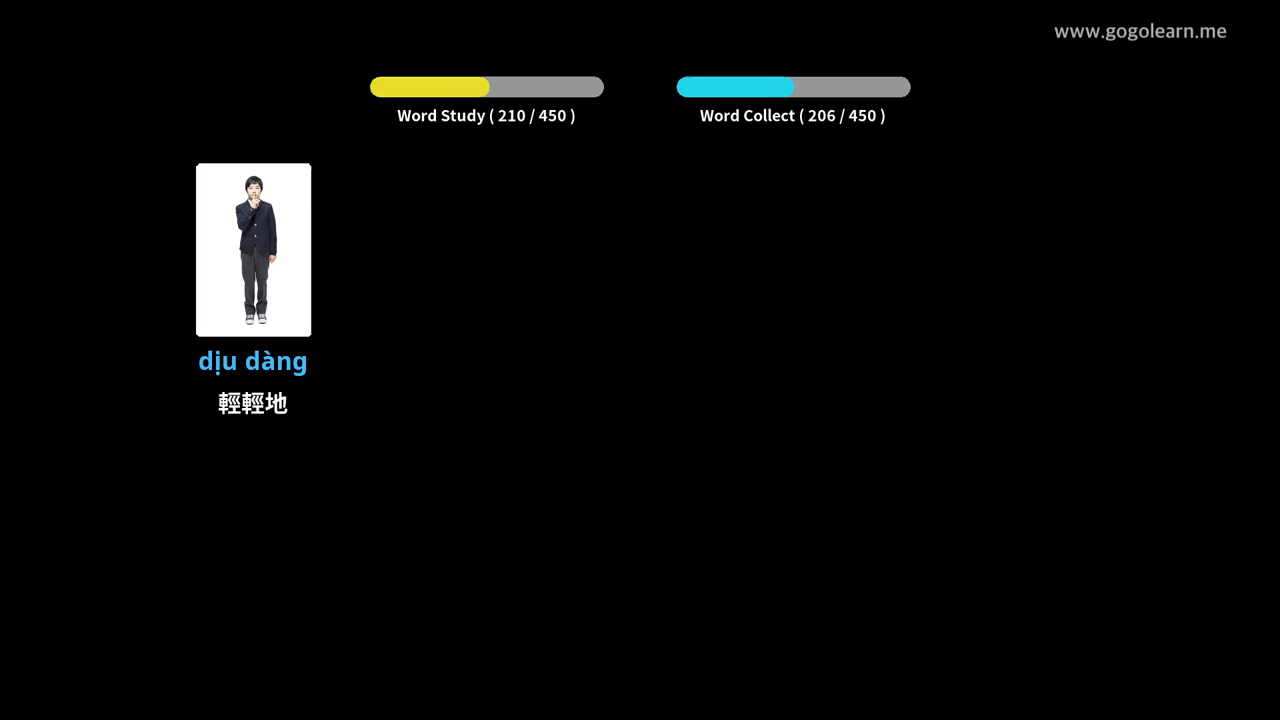 www.gogolearn.me
Word Study ( 210 / 450 )
Word Collect ( 206 / 450 )
dịu dàng
輕輕地